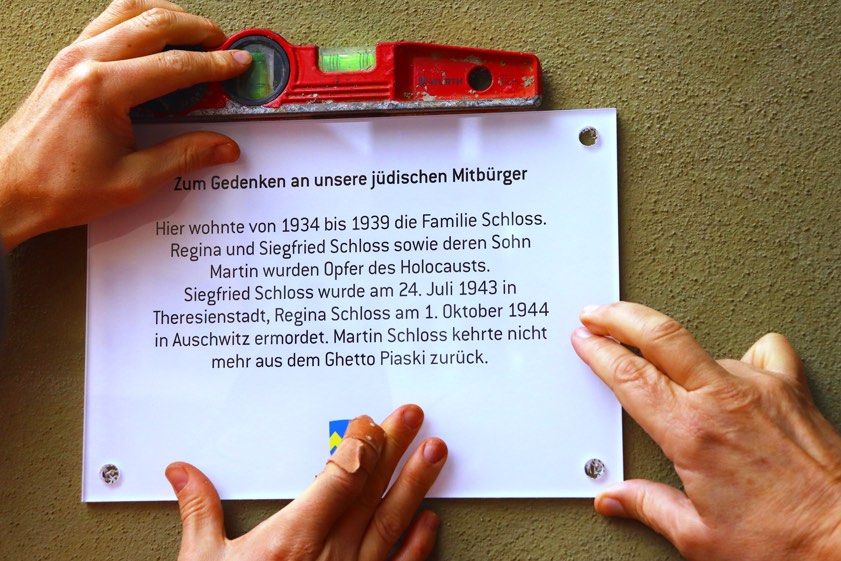 WÜRTH
Zum Gedenken an unsere jüdischen Mitbürger
Hier wohnte von 1934 bis 1939 die Familie Schloss.
Regina und Siegfried Schloss sowie deren Sohn
Martin wurden Opfer des Holocausts.
Siegfried Schloss wurde am 24. Juli 1943 in
Theresienstadt, Regina Schloss am 1. Oktober 1944
in Auschwitz ermordet. Martin Schloss kehrte nicht
mehr aus dem Ghetto Piaski zurück.